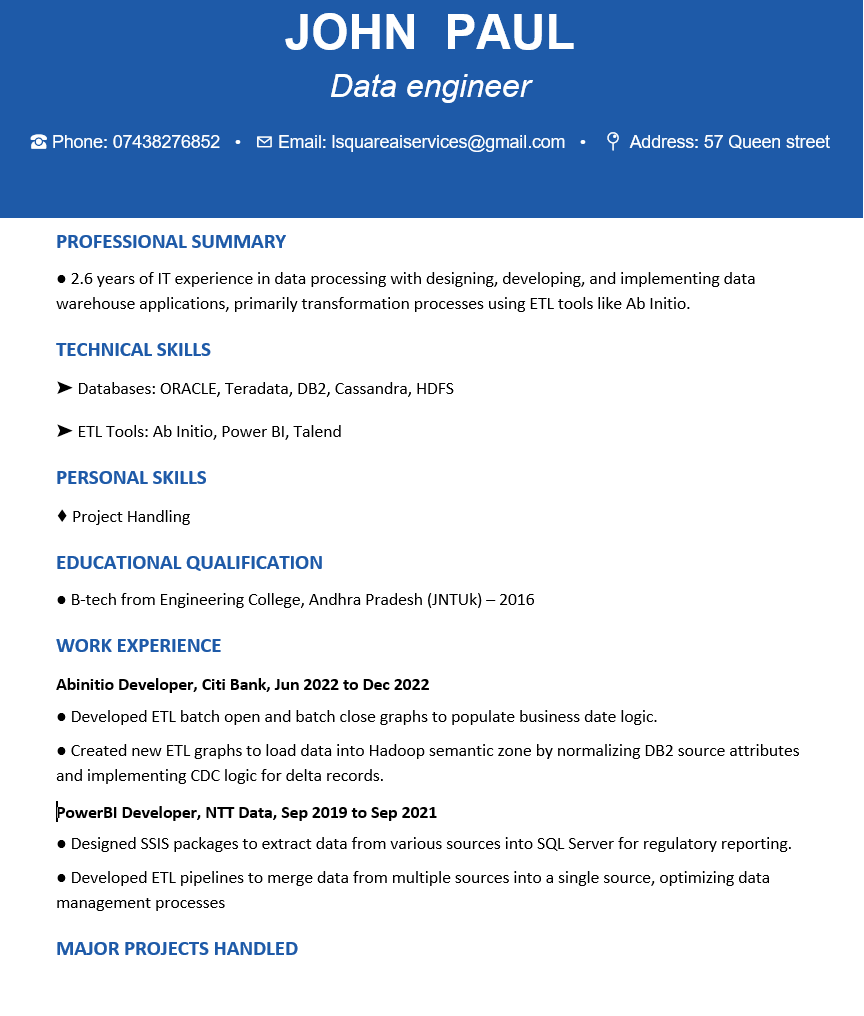 JOHN PAUL
Data engineer
Phone: 07438276852 • Email: lsquareaiservices@gmail.com • Address: 57 Queen street
PROFESSIONAL SUMMARY
● 2.6 years of IT experience in data processing with designing, developing, and implementing data
warehouse applications, primarily transformation processes using ETL tools like Ab Initio.
TECHNICAL SKILLS
➤ Databases: ORACLE, Teradata, DB2, Cassandra, HDFS
➤ ETL Tools: Ab Initio, Power BI, Talend
PERSONAL SKILLS
♦ Project Handling
EDUCATIONAL QUALIFICATION
● B-tech from Engineering College, Andhra Pradesh (JNTUk) – 2016
WORK EXPERIENCE
Abinitio Developer, Citi Bank, Jun 2022 to Dec 2022
● Developed ETL batch open and batch close graphs to populate business date logic.
● Created new ETL graphs to load data into Hadoop semantic zone by normalizing DB2 source attributes
and implementing CDC logic for delta records.
PowerBI Developer, NTT Data, Sep 2019 to Sep 2021
● Designed SSIS packages to extract data from various sources into SQL Server for regulatory reporting.
● Developed ETL pipelines to merge data from multiple sources into a single source, optimizing data
management processes
MAJOR PROJECTS HANDLED